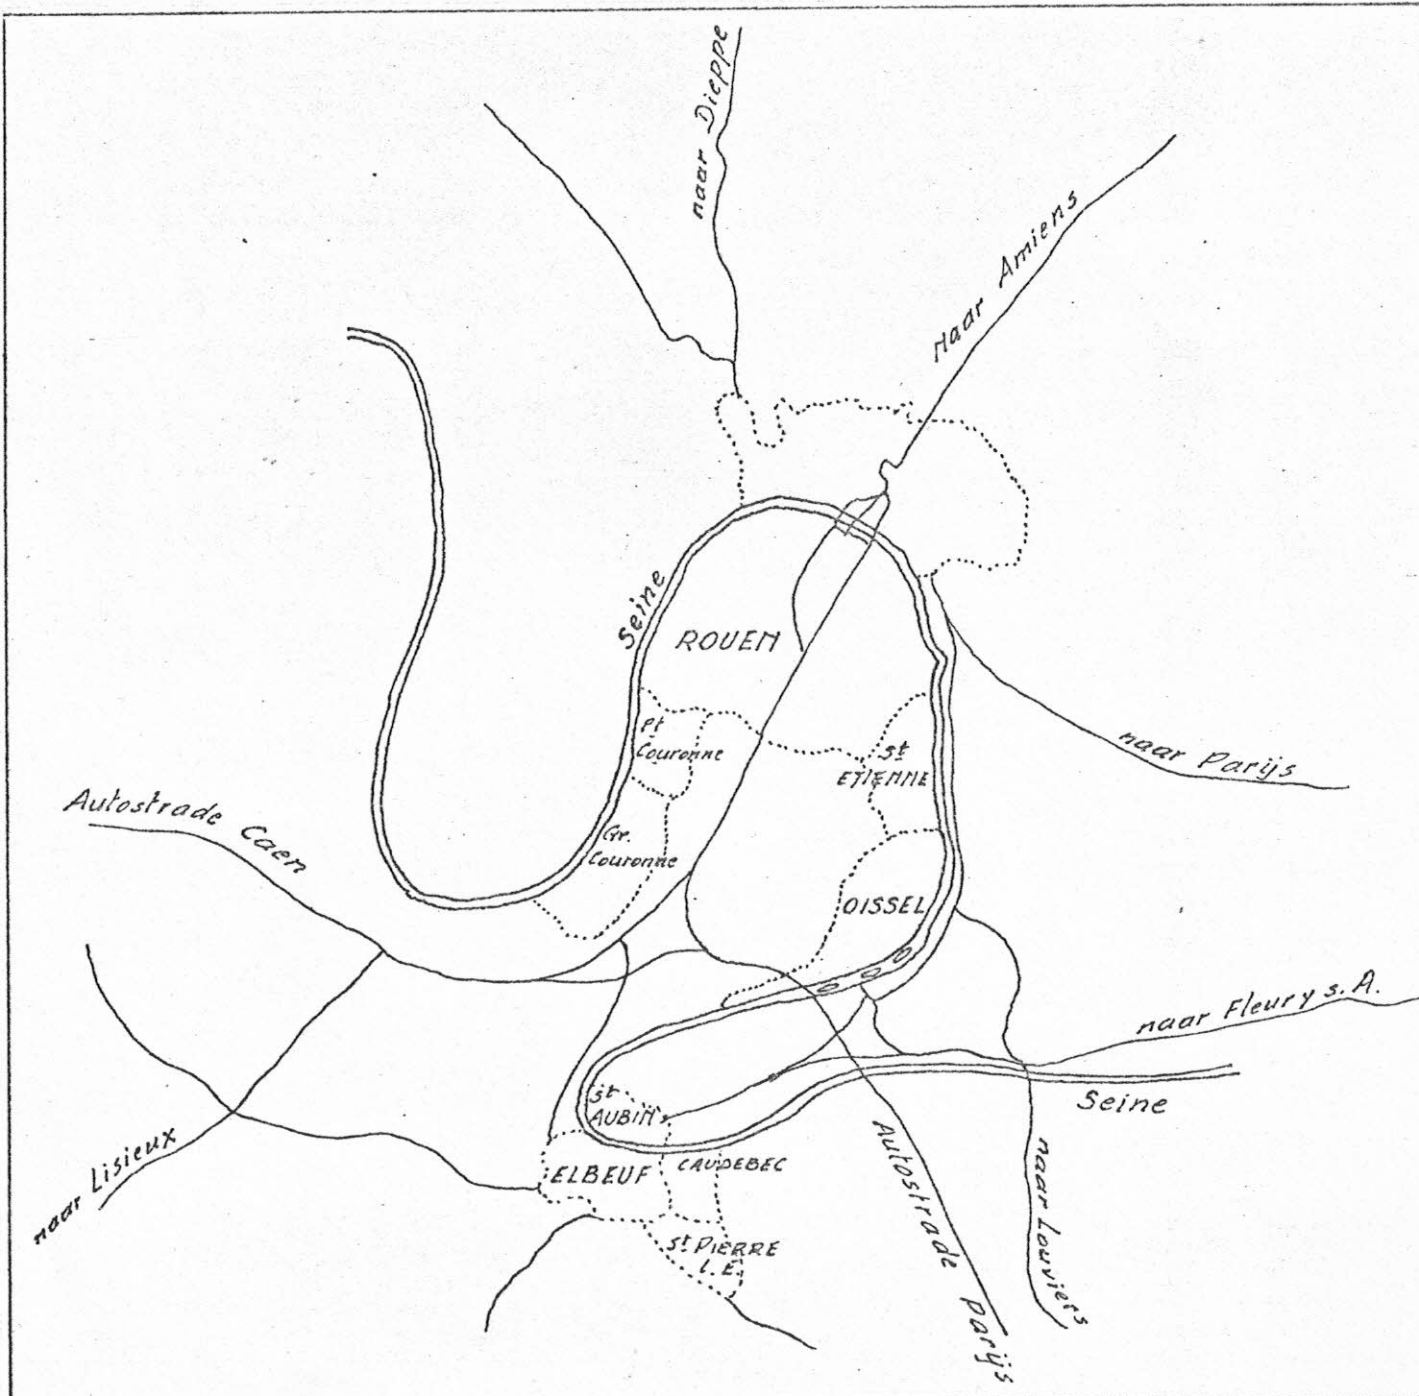 naar Dieppe
naar Amiens
Seine
ROUEN
Pt
Couronne
St
ETIENNE
naar Parijs
Autostrade Caen
Gr.
Couronne
OISSEL
naar Fleury s. A.
Seine
St
AUBIN
CAUDEBEC
ELBEUF
naar Lisieux
St PIERRE
L. E.
Autostrade Parijs
naar Louviers